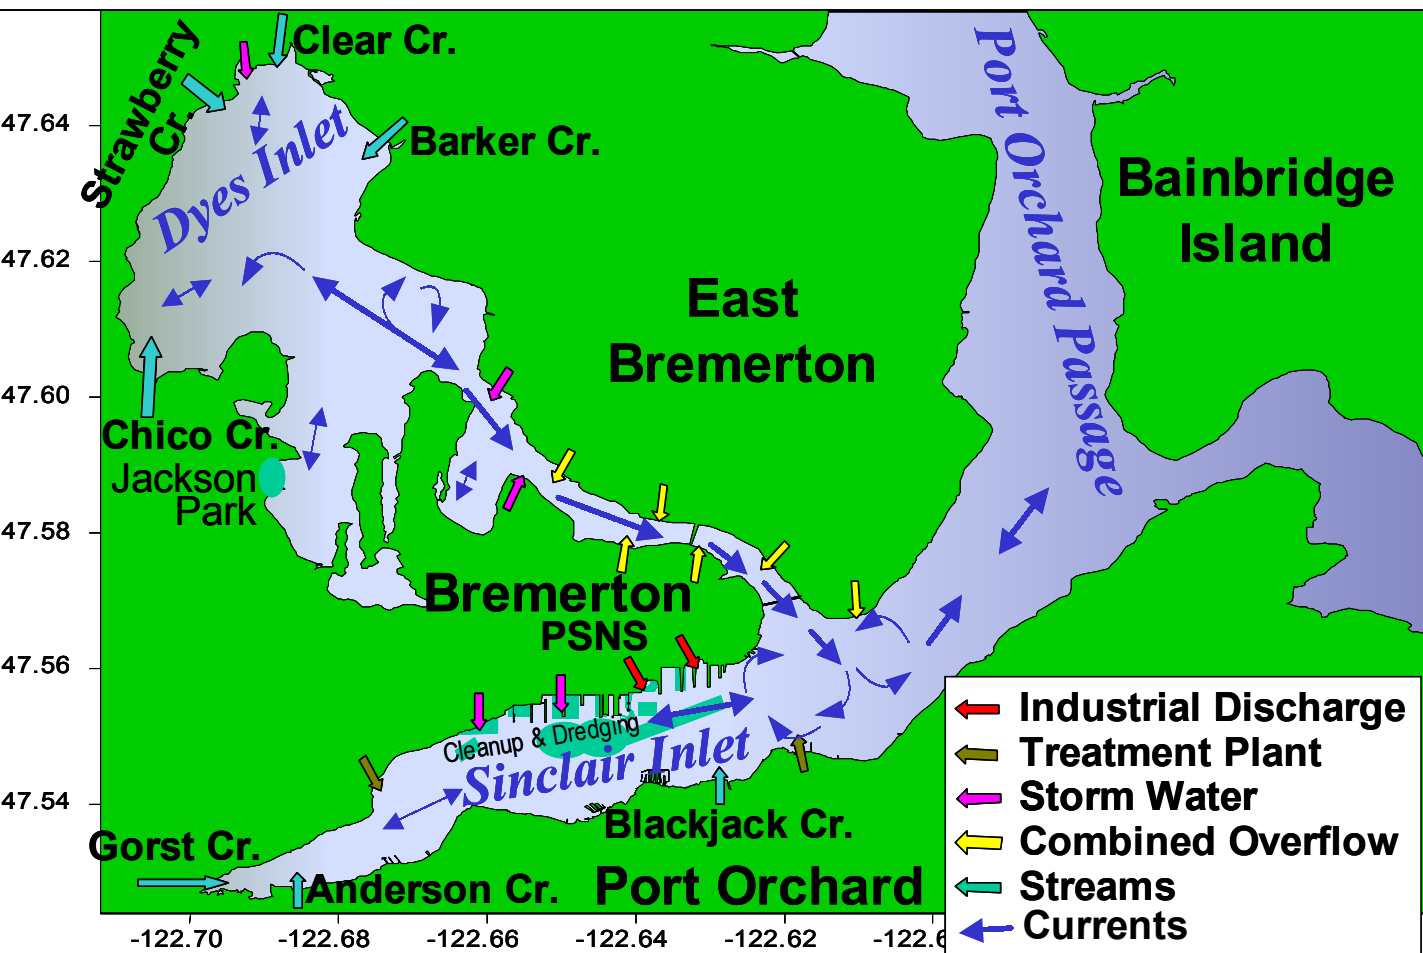 Clear Cr.
Strawberry
Cr.
47.64
Barker Cr.
Dyes Inlet
Port Orchard Passage
Bainbridge
Island
47.62
East
Bremerton
47.60
Chico Cr.
Jackson
Park
47.58
Bremerton
PSNS
47.56
Cleanup & Dredging
Sinclair Inlet
47.54
Blackjack Cr.
Gorst Cr.
Anderson Cr.
Port Orchard
Industrial Discharge
Treatment Plant
Storm Water
Combined Overflow
Streams
Currents
-122.70
-122.68
-122.66
-122.64
-122.62